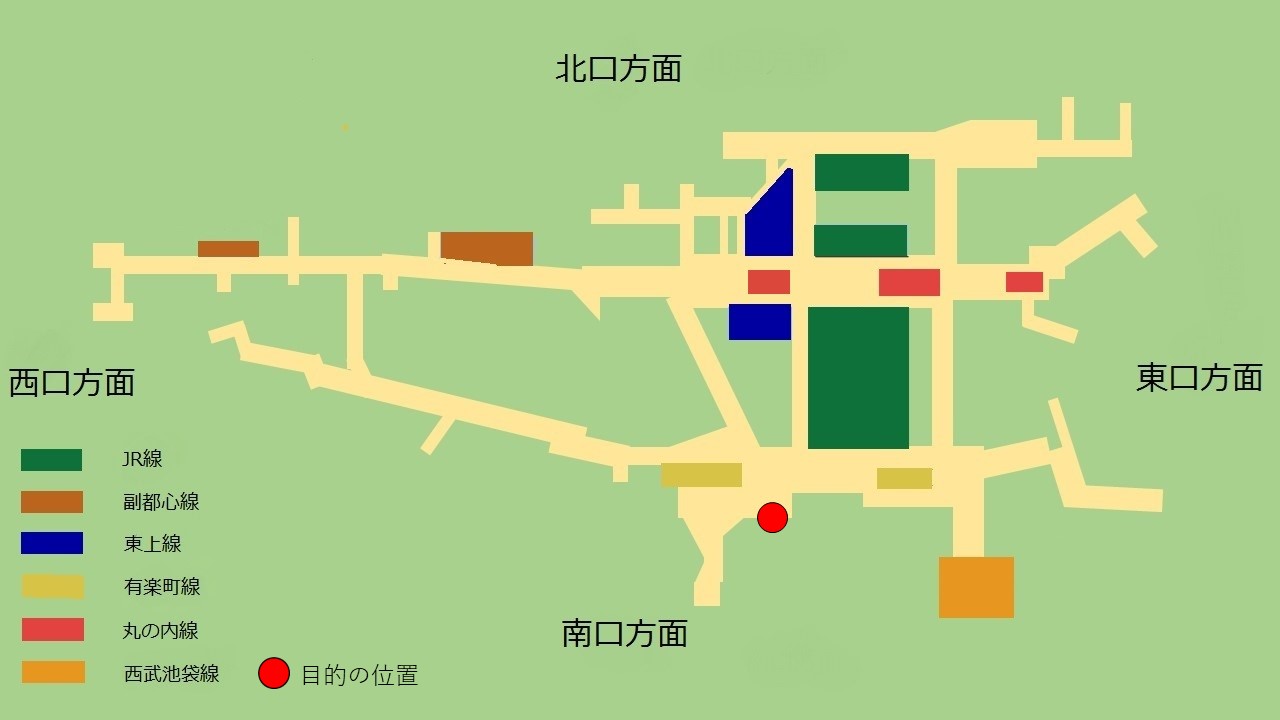 北口方面
西口方面
東口方面
JR線
副都心線
東上線
有楽町線
丸の内線
西武池袋線
目的の位置
南口方面